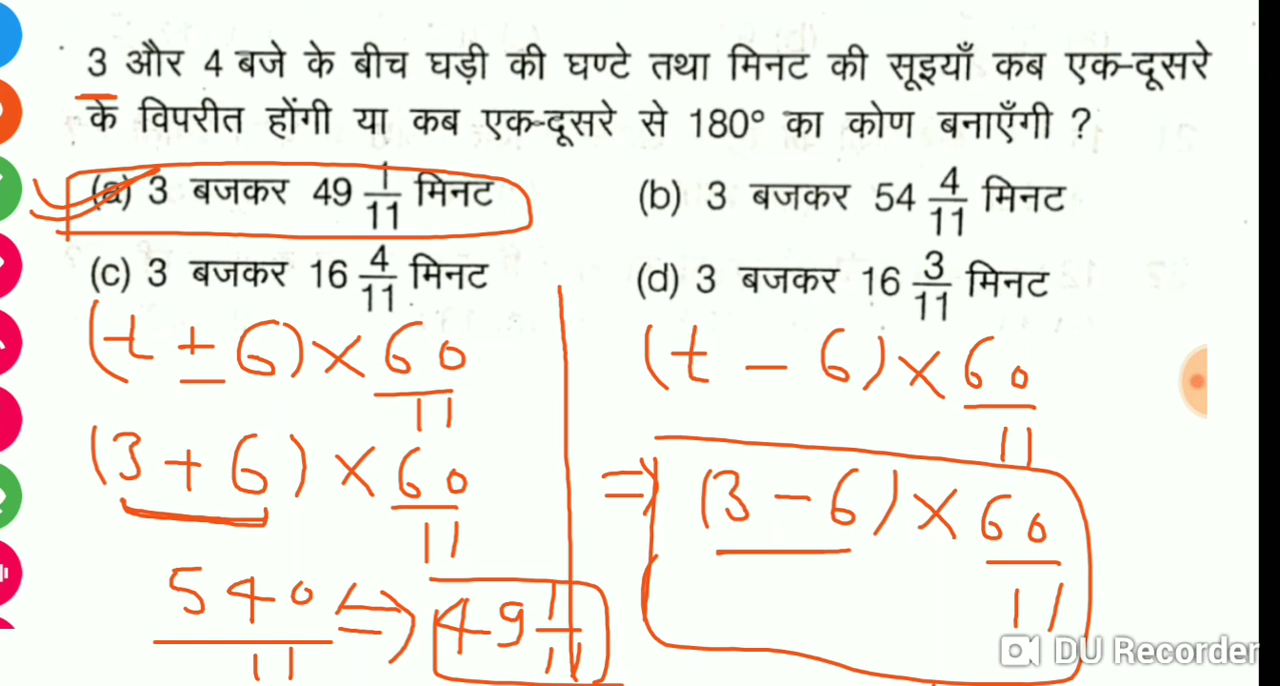 3 और 4 बजे के बीच घड़ी की घण्टे तथा मिनट की सूइयाँ कब एक-दूसरे
के विपरीत होंगी या कब एक-दूसरे से 180° का कोण बनाएँगी ?
(a) 3 बजकर 49 1/11 मिनट (b) 3 बजकर 54 4/11 मिनट
(c) 3 बजकर 16 4/11 मिनट (d) 3 बजकर 16 3/11 मिनट
(t ± 6) × 60/11
(3 + 6) × 60/11
540/11 ⇒ 49 1/11
(t - 6) × 60/11
⇒ (3 - 6) × 60/11
DU Recorder